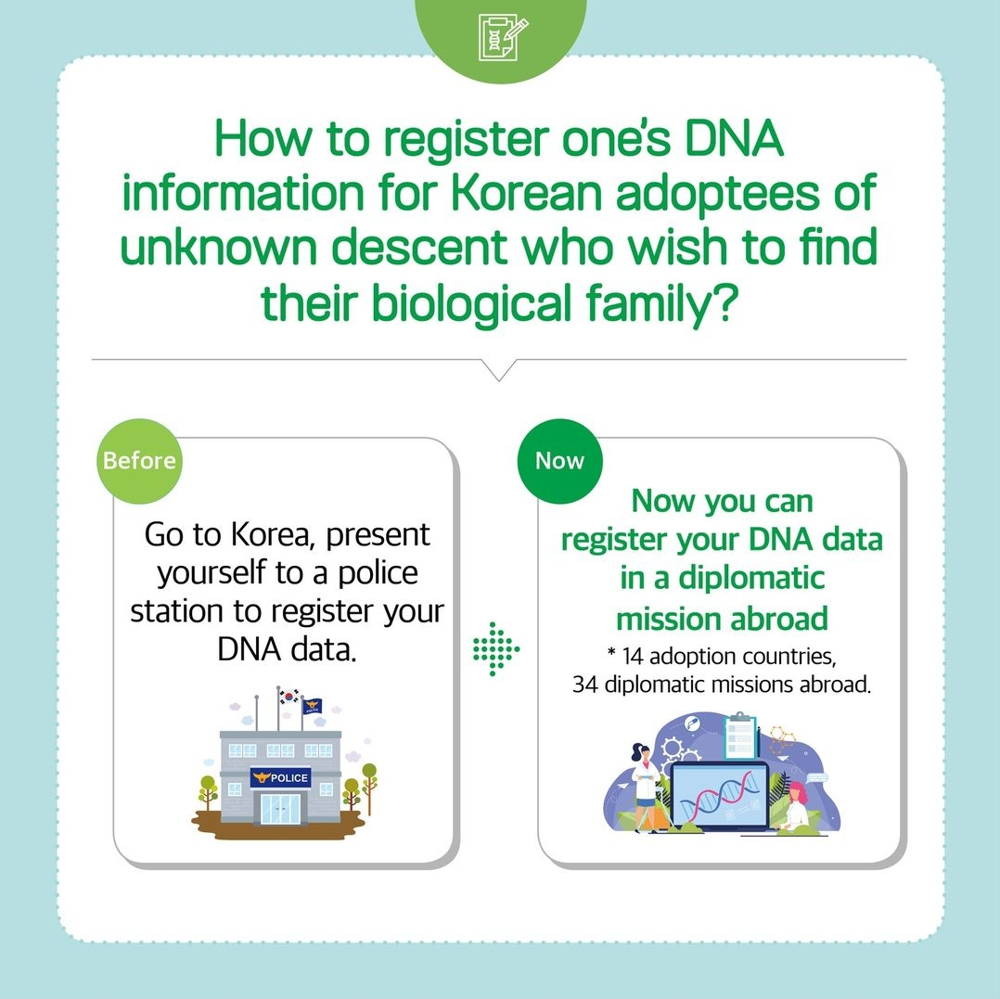 How to register one's DNA
information for Korean adoptees of
unknown descent who wish to find
their biological family?
Before
Go to Korea, present
yourself to a police
station to register your
DNA data.
POLICE
POLICE
Now
Now you can
register your DNA data
in a diplomatic
mission abroad
* 14 adoption countries,
34 diplomatic missions abroad.